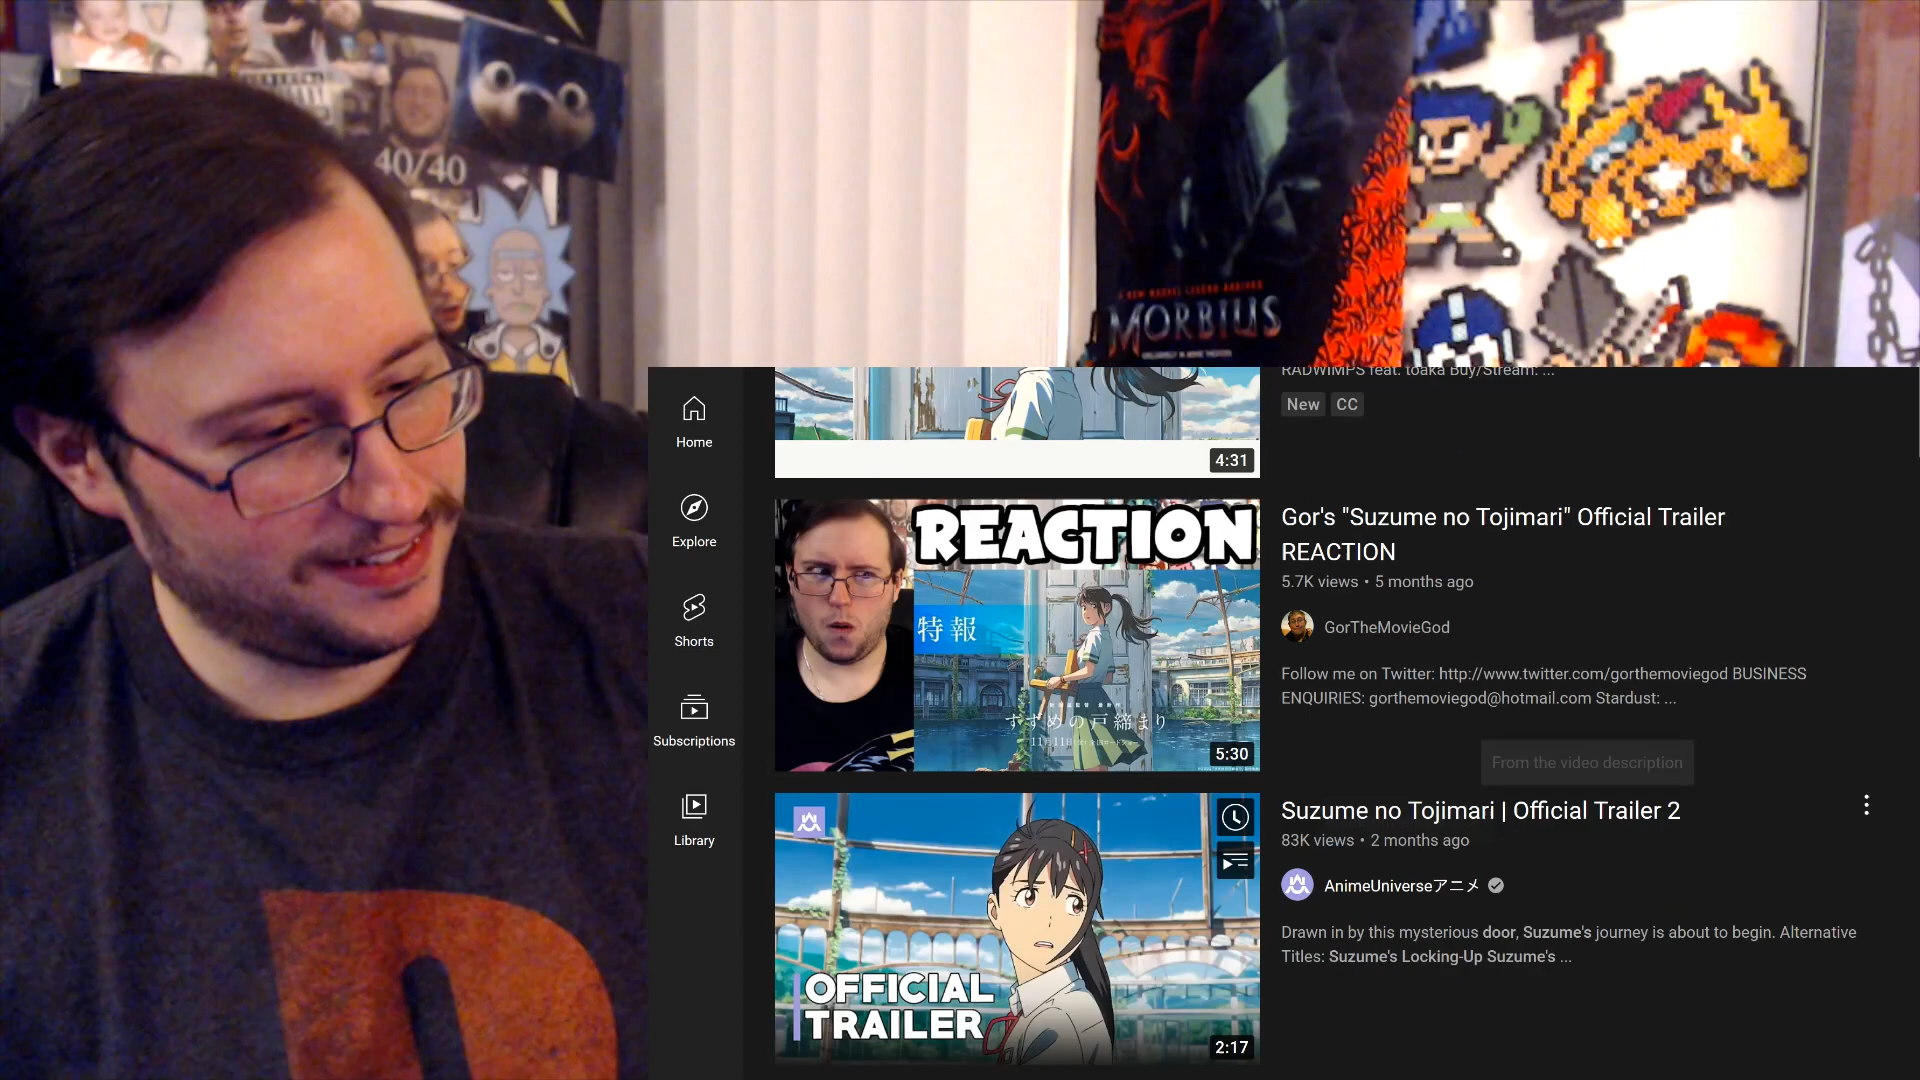 40/40
A NEW MARVEL LEGEND ARRIVES
MORBIUS
RADWIMPS feat. toaka Buy/Stream: ...
New CC
Home
4:31
Explore
REACTION
Gor's "Suzume no Tojimari" Official Trailer
REACTION
5.7K views • 5 months ago
Shorts
特報
GorTheMovieGod
Follow me on Twitter: http://www.twitter.com/gorthemoviegod BUSINESS
ENQUIRIES: gorthemoviegod@hotmail.com Stardust: ...
すずめの戸締まり
Subscriptions
5:30
From the video description
Library
Suzume no Tojimari | Official Trailer 2
83K views • 2 months ago
AnimeUniverseアニメ
Drawn in by this mysterious door, Suzume's journey is about to begin. Alternative
Titles: Suzume's Locking-Up Suzume's ...
OFFICIAL
TRAILER
2:17